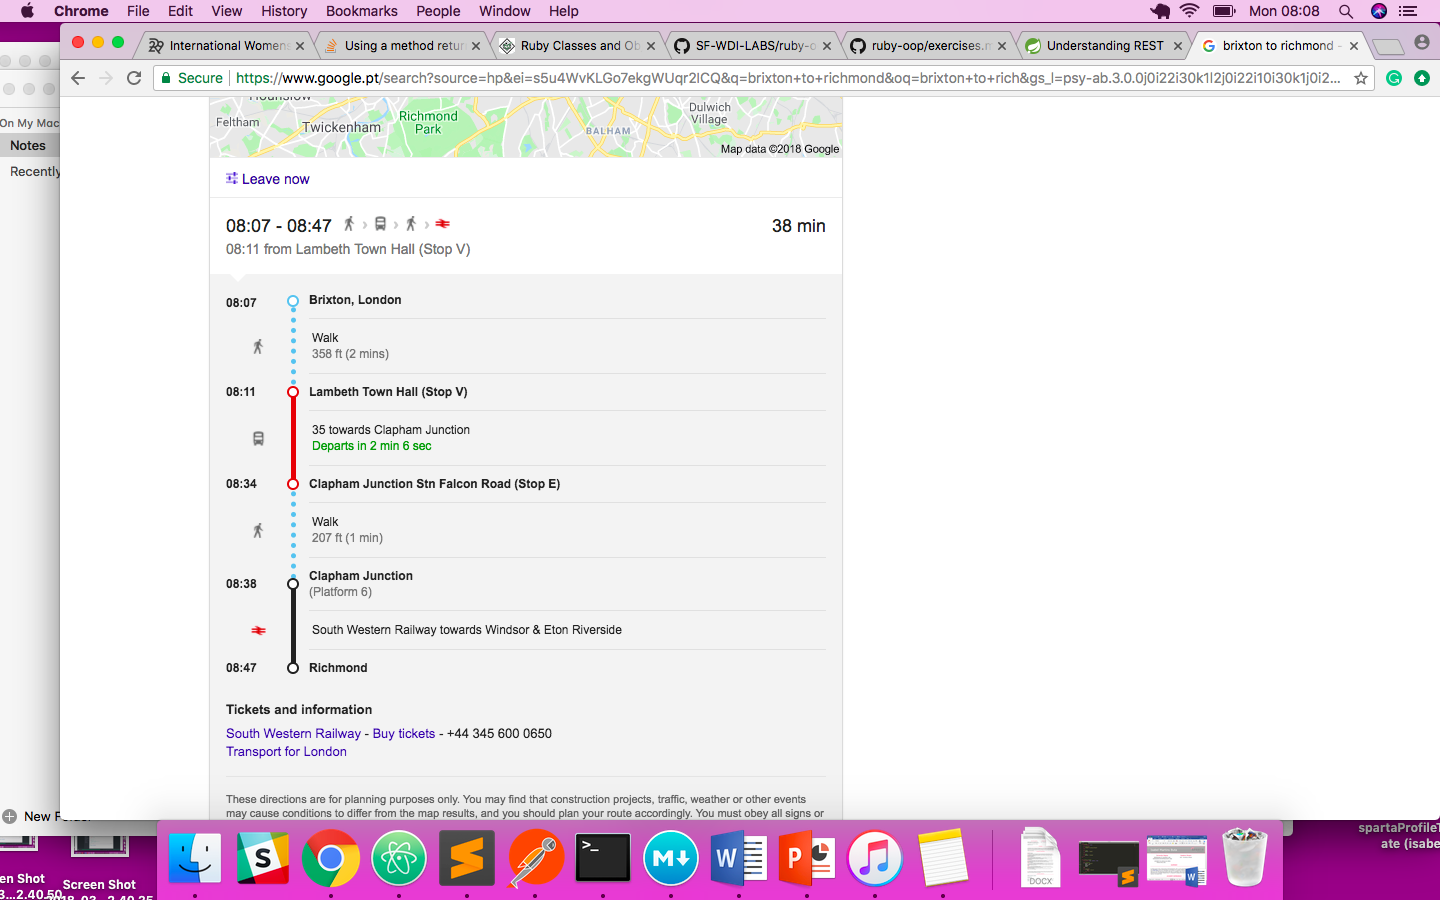 Chrome File Edit View History Bookmarks People Window Help Mon 08:08
International Womens Using a method retur Ruby Classes and Ob SF-WDI-LABS/ruby-o ruby-oop/exercises.m Understanding REST brixton to richmond -
Secure https://www.google.pt/search?source=hp&ei=s5u4WvKLGo7ekgWUqr2ICQ&q=brixton+to+richmond&oq=brixton+to+rich&gs_l=psy-ab.3.0.0j0i22i30k1l2j0i22i10i30k1j0i2...
On My Mac
Notes
Recently
New Folder
Feltham
Twickenham
Richmond
Park
BALHAM
Dulwich
Village
Map data ©2018 Google
Leave now
08:07 - 08:47 38 min
08:11 from Lambeth Town Hall (Stop V)
08:07 Brixton, London
Walk
358 ft (2 mins)
08:11 Lambeth Town Hall (Stop V)
35 towards Clapham Junction
Departs in 2 min 6 sec
08:34 Clapham Junction Stn Falcon Road (Stop E)
Walk
207 ft (1 min)
08:38 Clapham Junction
(Platform 6)
South Western Railway towards Windsor & Eton Riverside
08:47 Richmond
Tickets and information
South Western Railway - Buy tickets - +44 345 600 0650
Transport for London
These directions are for planning purposes only. You may find that construction projects, traffic, weather or other events
may cause conditions to differ from the map results, and you should plan your route accordingly. You must obey all signs or
spartaProfileT
ate (isabe
en Shot
3...2.40.50
Screen Shot
2018-03...2.40.25
S
>_
M
W
P
DOCX
W